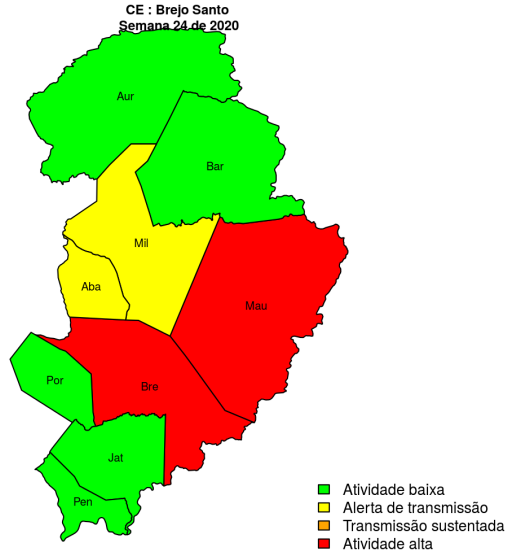 CE : Brejo Santo
Semana 24 de 2020
Aur
Bar
Mil
Aba
Mau
Por
Bre
Jat
Pen
Atividade baixa
Alerta de transmissão
Transmissão sustentada
Atividade alta